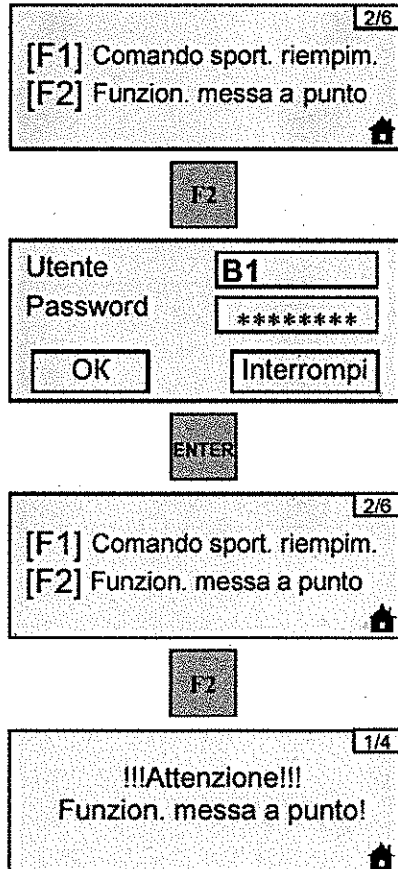 2/6
[F1] Comando sport. riempim.
[F2] Funzion. messa a punto
F2
Utente B1
Password ********
OK Interrompi
ENTER
2/6
[F1] Comando sport. riempim.
[F2] Funzion. messa a punto
F2
1/4
!!!Attenzione!!!
Funzion. messa a punto!